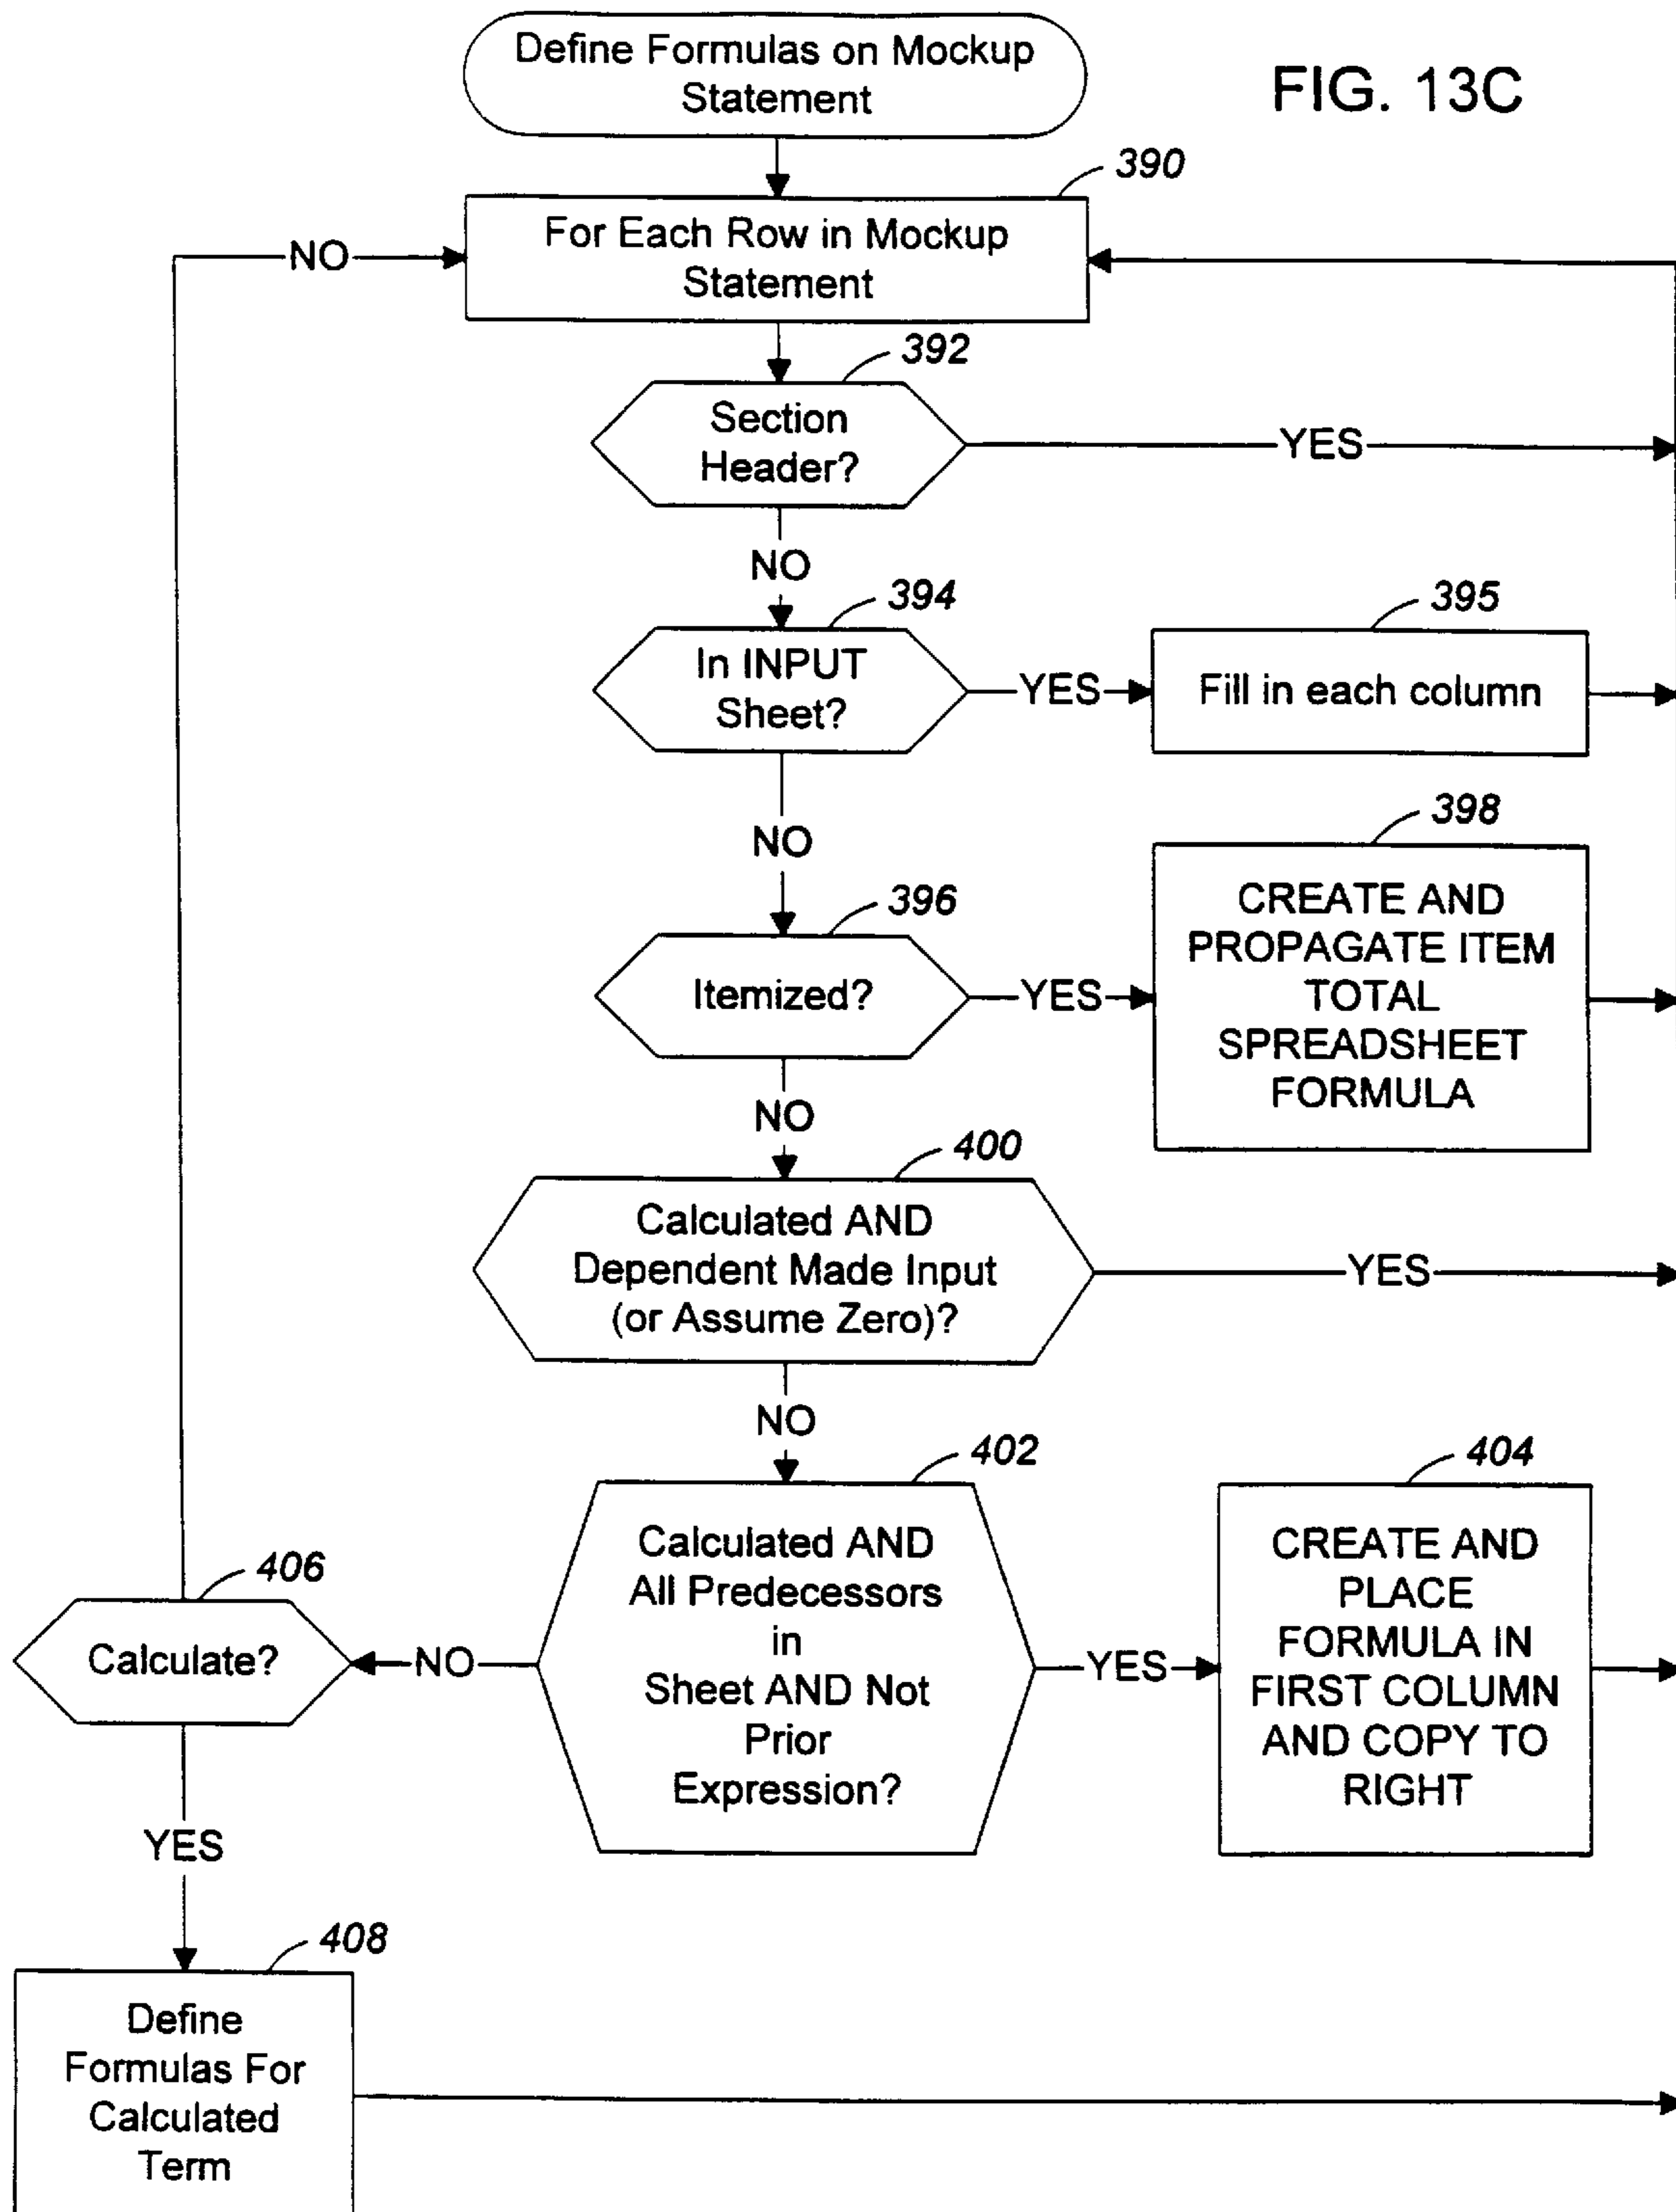 Define Formulas on Mockup
Statement
FIG. 13C
390
For Each Row in Mockup
Statement
NO
392
Section
Header?
YES
NO
394
In INPUT
Sheet?
YES
395
Fill in each column
NO
396
Itemized?
YES
398
CREATE AND
PROPAGATE ITEM
TOTAL
SPREADSHEET
FORMULA
NO
400
Calculated AND
Dependent Made Input
(or Assume Zero)?
YES
NO
402
Calculated AND
All Predecessors
in
Sheet AND Not
Prior
Expression?
YES
404
CREATE AND
PLACE
FORMULA IN
FIRST COLUMN
AND COPY TO
RIGHT
NO
406
Calculate?
YES
408
Define
Formulas For
Calculated
Term